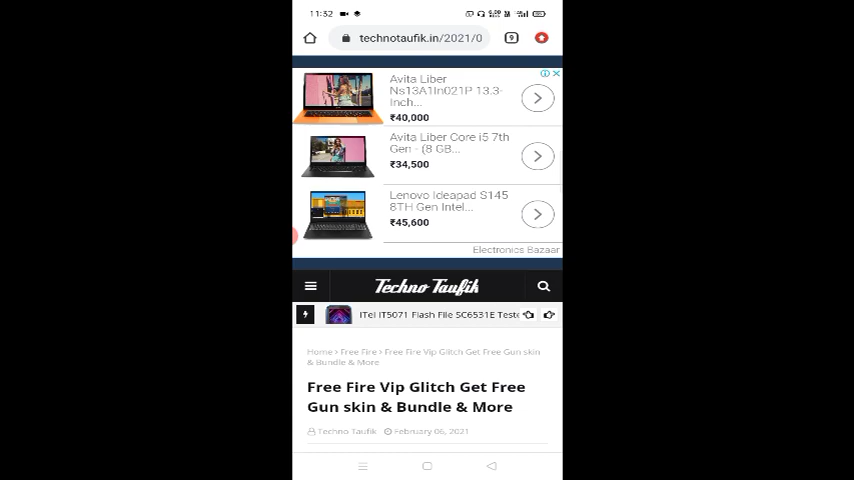 11:32
technotaufik.in/2021/0
9
Avita Liber
Ns13A1In021P 13.3-
Inch...
₹40,000
Avita Liber Core i5 7th
Gen - (8 GB...
₹34,500
Lenovo Ideapad S145
8TH Gen Intel...
₹45,600
Electronics Bazaar
Techno Taufik
ITel IT5071 Flash File SC6531E Teste
Home > Free Fire > Free Fire Vip Glitch Get Free Gun skin
& Bundle & More
Free Fire Vip Glitch Get Free
Gun skin & Bundle & More
Techno Taufik February 06, 2021